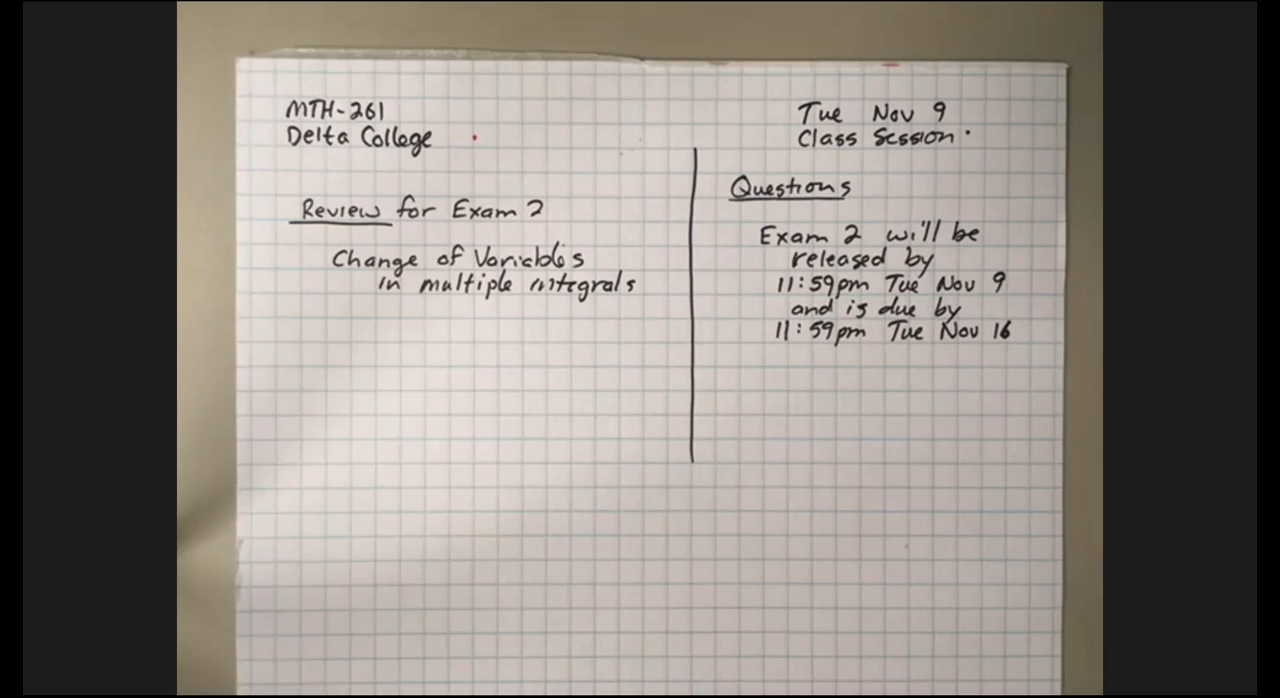 MTH-261
Delta College
Tue Nov 9
Class Session
Review for Exam 2
Change of Variables
in multiple integrals
Questions
Exam 2 will be
released by
11:59pm Tue Nov 9
and is due by
11:59pm Tue Nov 16